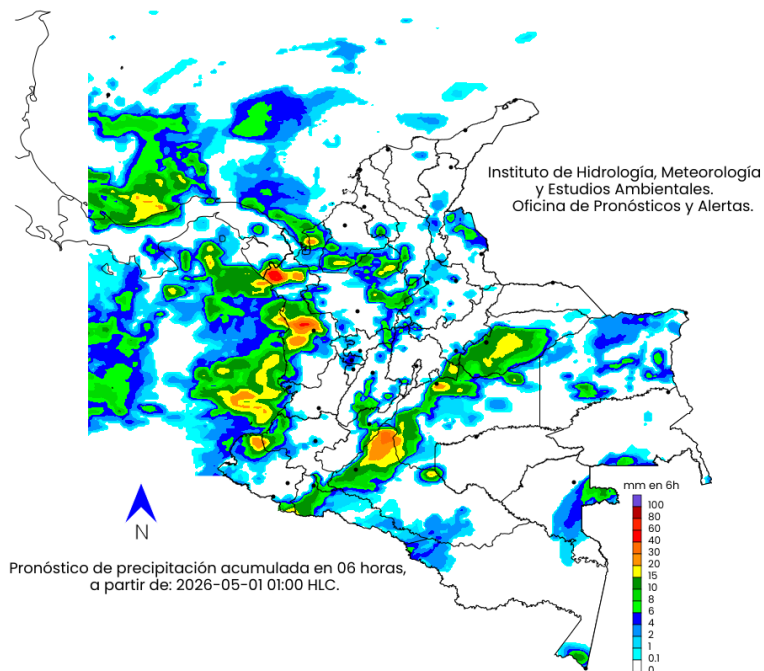 Instituto de Hidrología, Meteorología
y Estudios Ambientales.
Oficina de Pronósticos y Alertas.
mm en 6h
100
80
60
40
30
20
15
10
8
6
4
2
1
0.1
0
N
Pronóstico de precipitación acumulada en 06 horas,
a partir de: 2026-05-01 01:00 HLC.